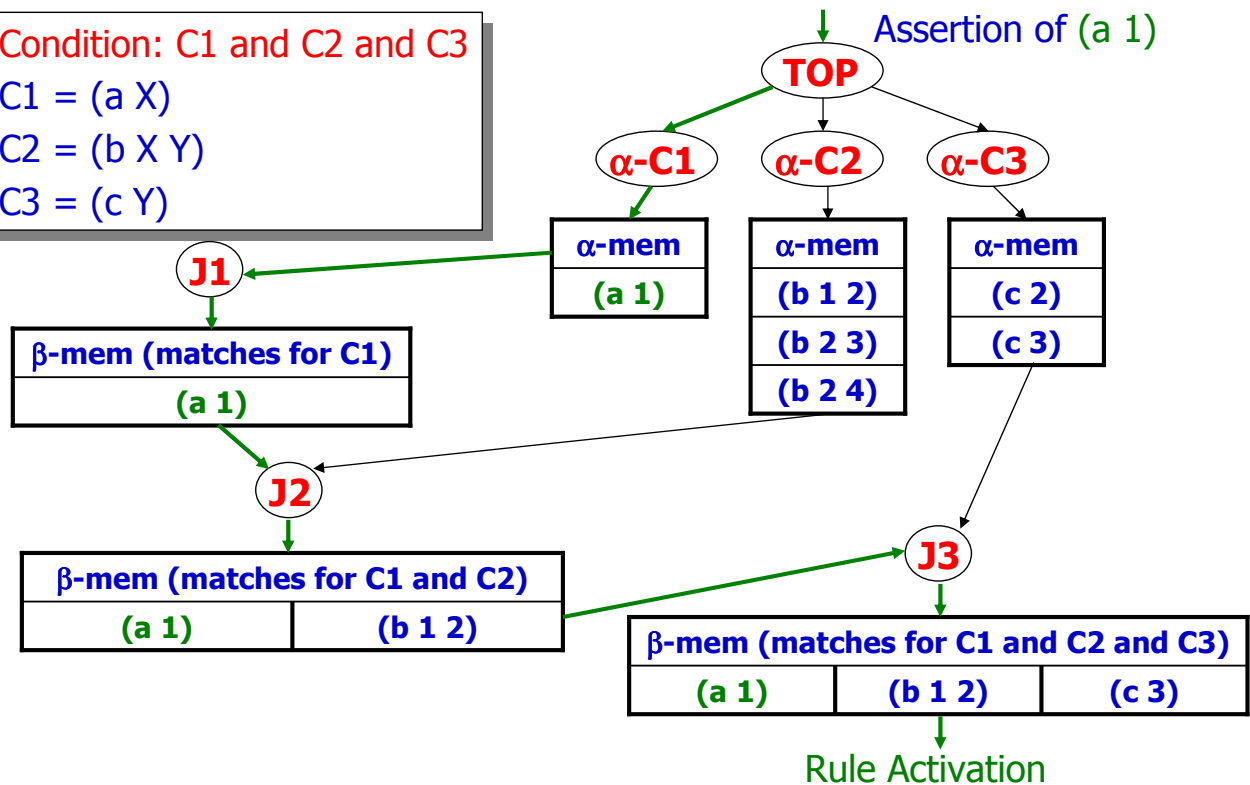 Condition: C1 and C2 and C3
C1 = (a X)
C2 = (b X Y)
C3 = (c Y)
Assertion of (a 1)
TOP
α-C1
α-C2
α-C3
α-mem
(a 1)
α-mem
(b 1 2)
(b 2 3)
(b 2 4)
α-mem
(c 2)
(c 3)
J1
β-mem (matches for C1)
(a 1)
J2
β-mem (matches for C1 and C2)
(a 1) (b 1 2)
J3
β-mem (matches for C1 and C2 and C3)
(a 1) (b 1 2) (c 3)
Rule Activation